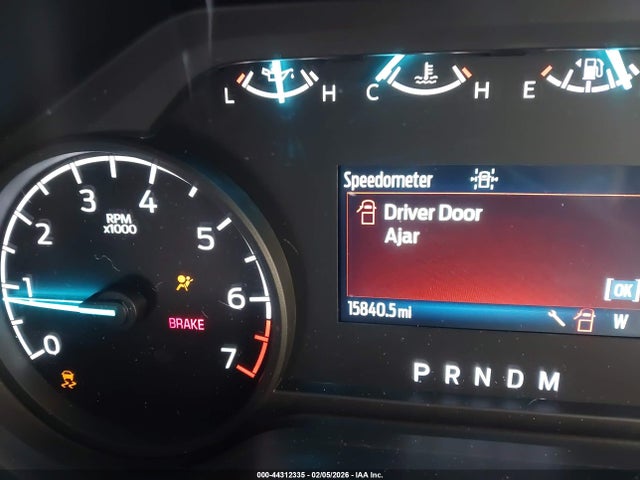 L H C H E
Speedometer
Driver Door
Ajar
OK
15840.5 mi
W
0 1 2 3 4 5 6 7
RPM
x1000
BRAKE
P R N D M
000-44312335 - 02/05/2026 - IAA Inc.